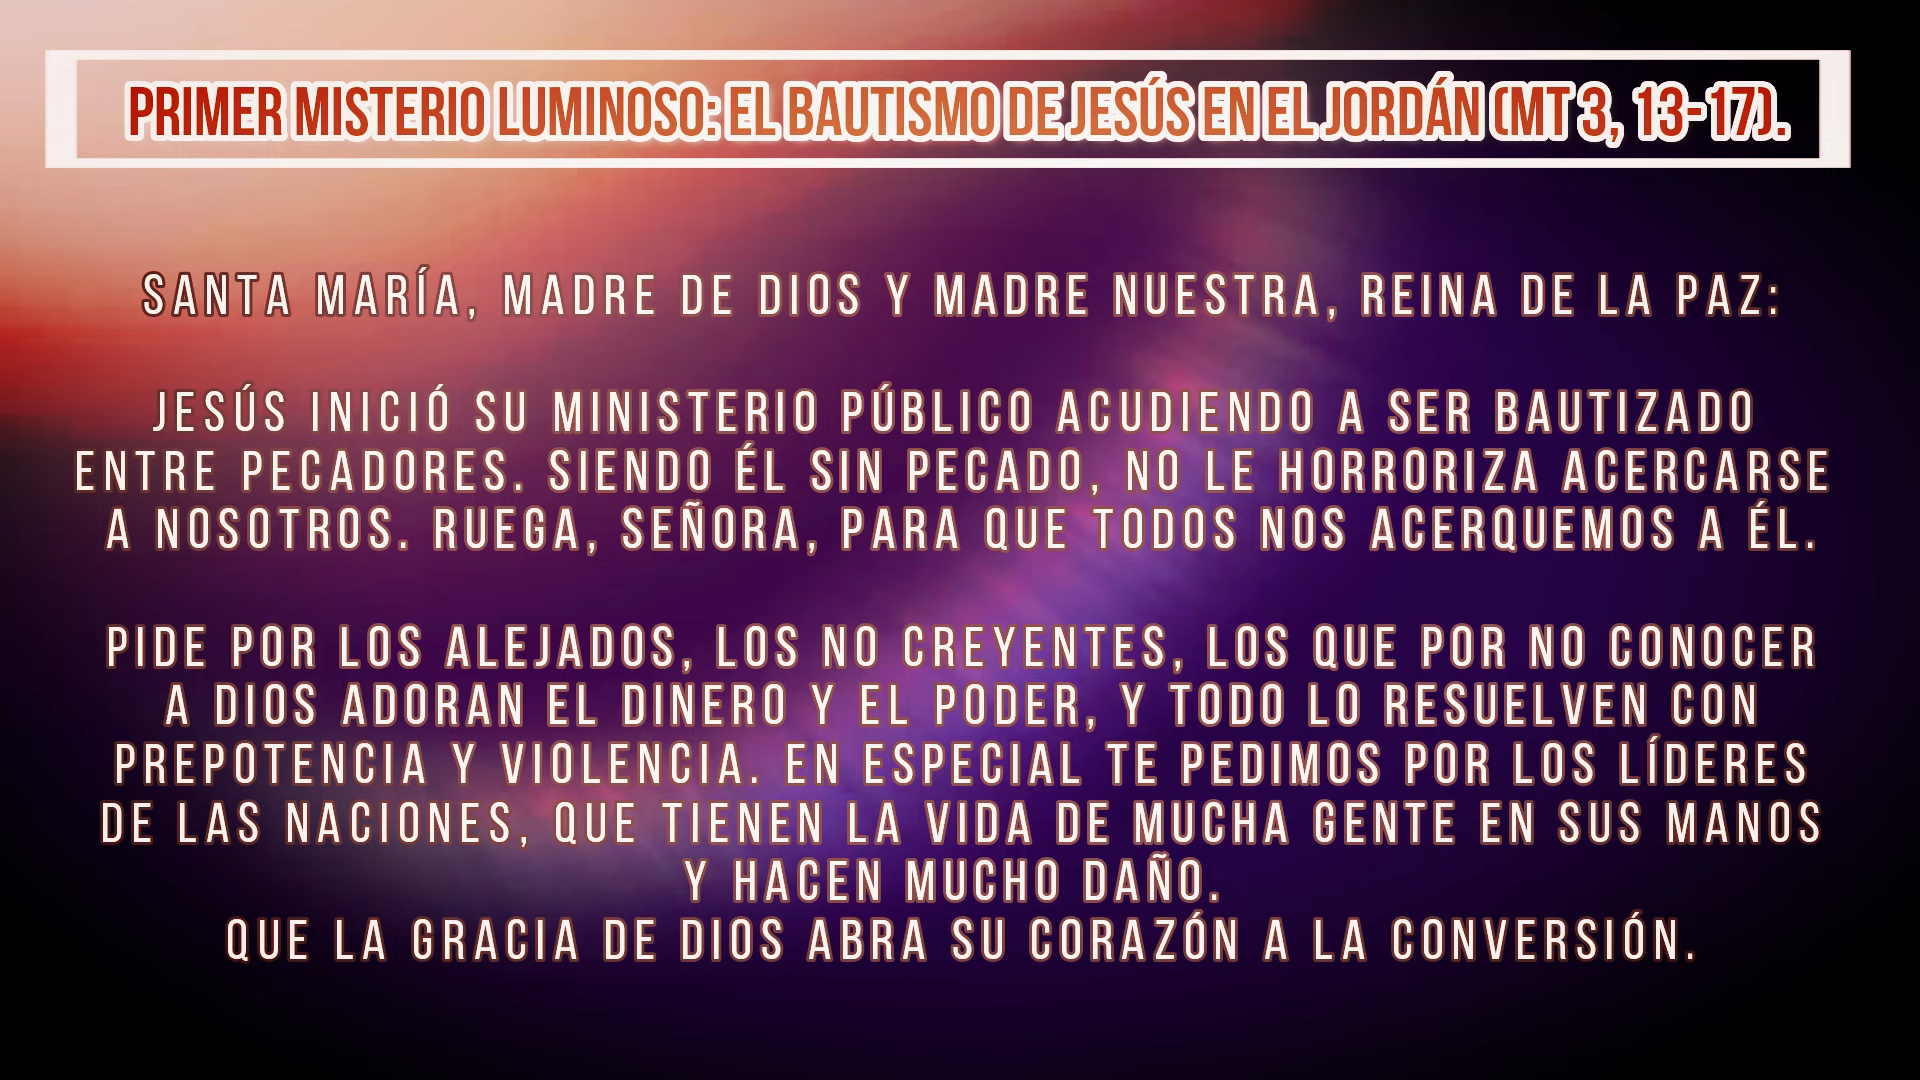 PRIMER MISTERIO LUMINOSO: EL BAUTISMO DE JESÚS EN EL JORDÁN (MT 3, 13-17).
SANTA MARÍA, MADRE DE DIOS Y MADRE NUESTRA, REINA DE LA PAZ:
JESÚS INICIÓ SU MINISTERIO PÚBLICO ACUDIENDO A SER BAUTIZADO
ENTRE PECADORES. SIENDO ÉL SIN PECADO, NO LE HORRORIZA ACERCARSE
A NOSOTROS. RUEGA, SEÑORA, PARA QUE TODOS NOS ACERQUEMOS A ÉL.
PIDE POR LOS ALEJADOS, LOS NO CREYENTES, LOS QUE POR NO CONOCER
A DIOS ADORAN EL DINERO Y EL PODER, Y TODO LO RESUELVEN CON
PREPOTENCIA Y VIOLENCIA. EN ESPECIAL TE PEDIMOS POR LOS LÍDERES
DE LAS NACIONES, QUE TIENEN LA VIDA DE MUCHA GENTE EN SUS MANOS
Y HACEN MUCHO DAÑO.
QUE LA GRACIA DE DIOS ABRA SU CORAZÓN A LA CONVERSIÓN.